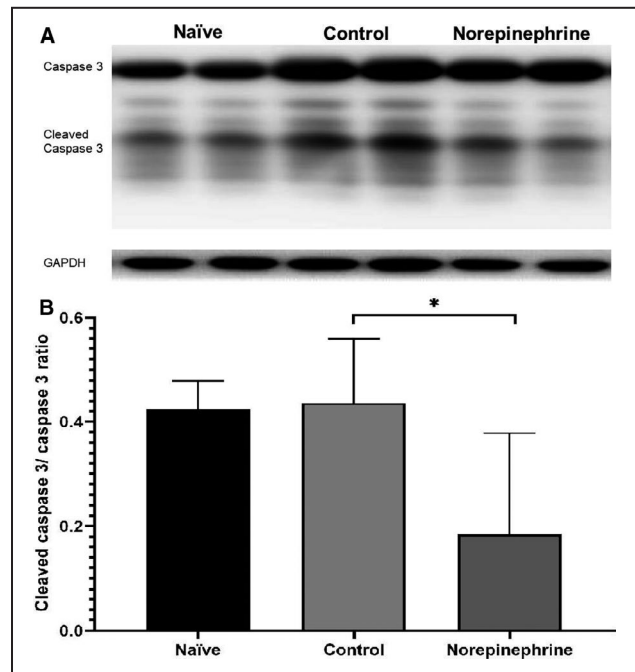 A
Naïve Control Norepinephrine
Caspase 3
Cleaved
Caspase 3
GAPDH
B
*
0.6
0.4
0.2
0.0
Cleaved caspase 3/ caspase 3 ratio
Naïve Control Norepinephrine